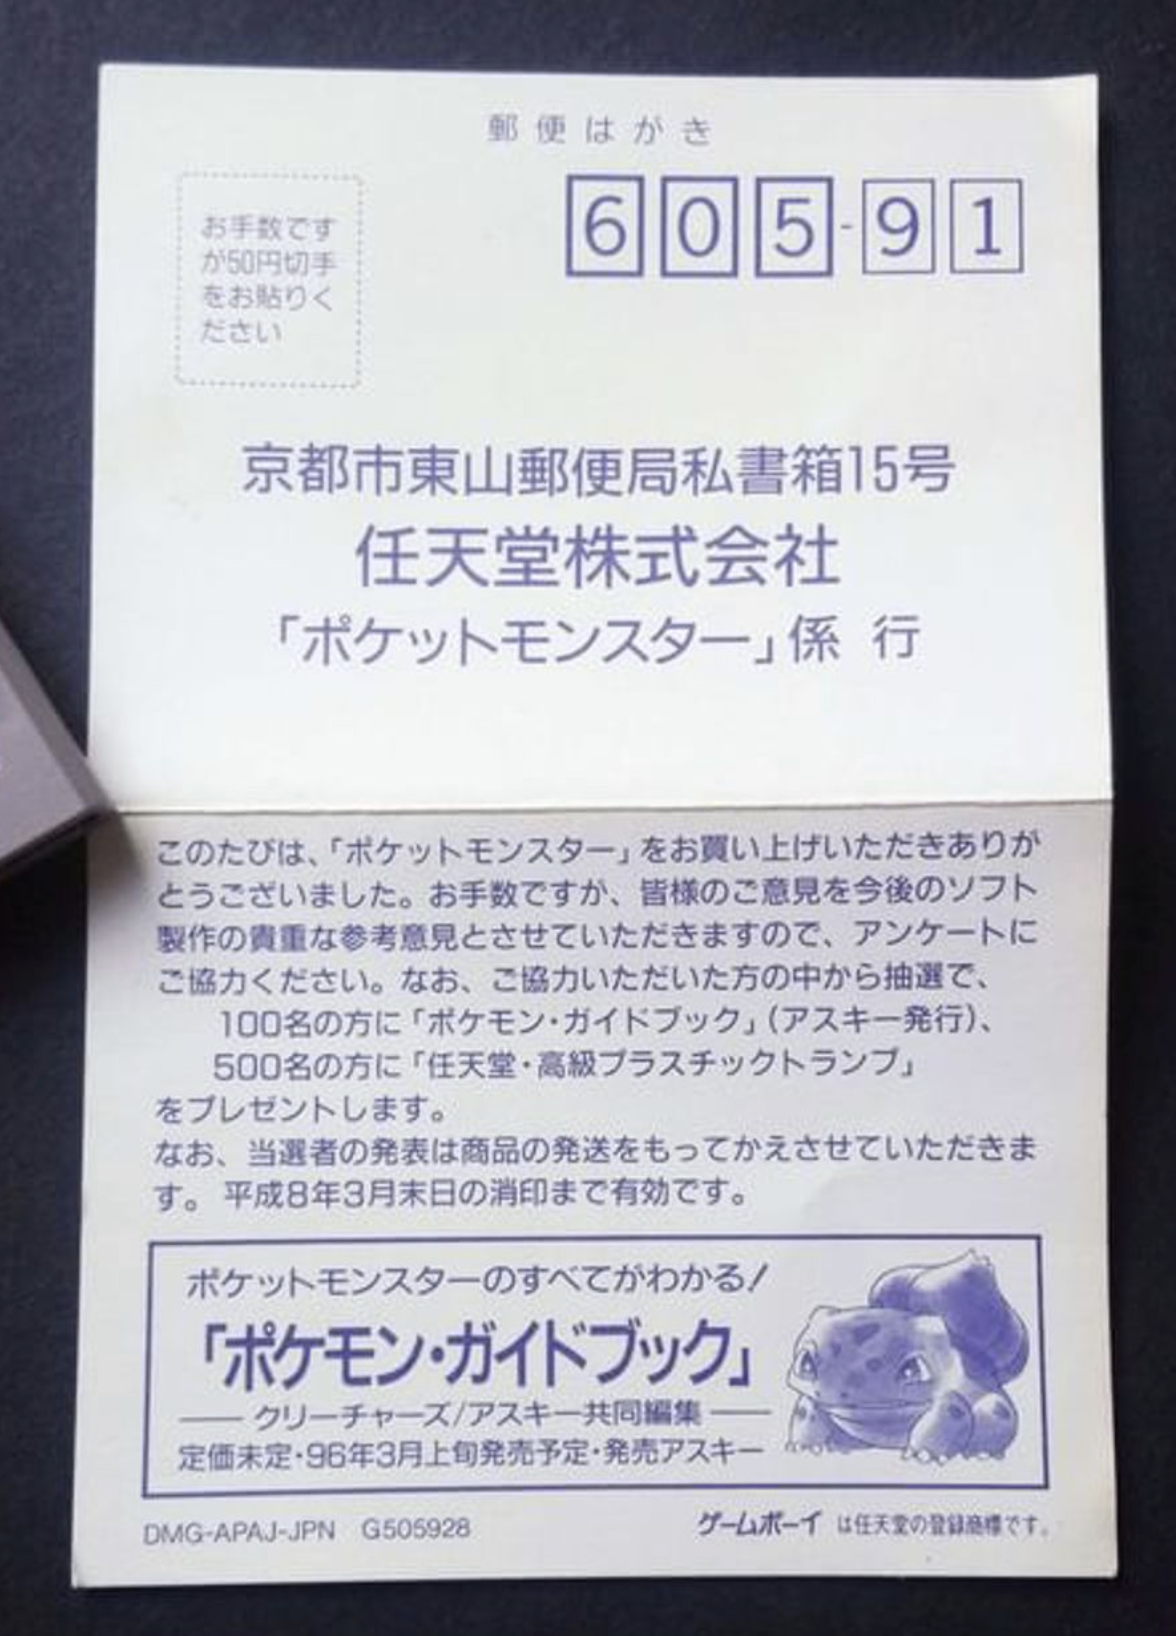 郵便はがき
お手数です
が50円切手
をお貼りく
ださい
605-91
京都市東山郵便局私書箱15号
任天堂株式会社
「ポケットモンスター」係 行
このたびは、「ポケットモンスター」をお買い上げいただきありが
とうございました。お手数ですが、皆様のご意見を今後のソフト
製作の貴重な参考意見とさせていただきますので、アンケートに
ご協力ください。なお、ご協力いただいた方の中から抽選で、
100名の方に「ポケモン・ガイドブック」(アスキー発行)、
500名の方に「任天堂・高級プラスチックトランプ」
をプレゼントします。
なお、当選者の発表は商品の発送をもってかえさせていただきま
す。 平成8年3月末日の消印まで有効です。
ポケットモンスターのすべてがわかる!
「ポケモン・ガイドブック」
クリーチャーズ/アスキー共同編集
定価未定・96年3月上旬発売予定・発売アスキー
DMG-APAJ-JPN G505928
ゲームボーイ は任天堂の登録商標です。